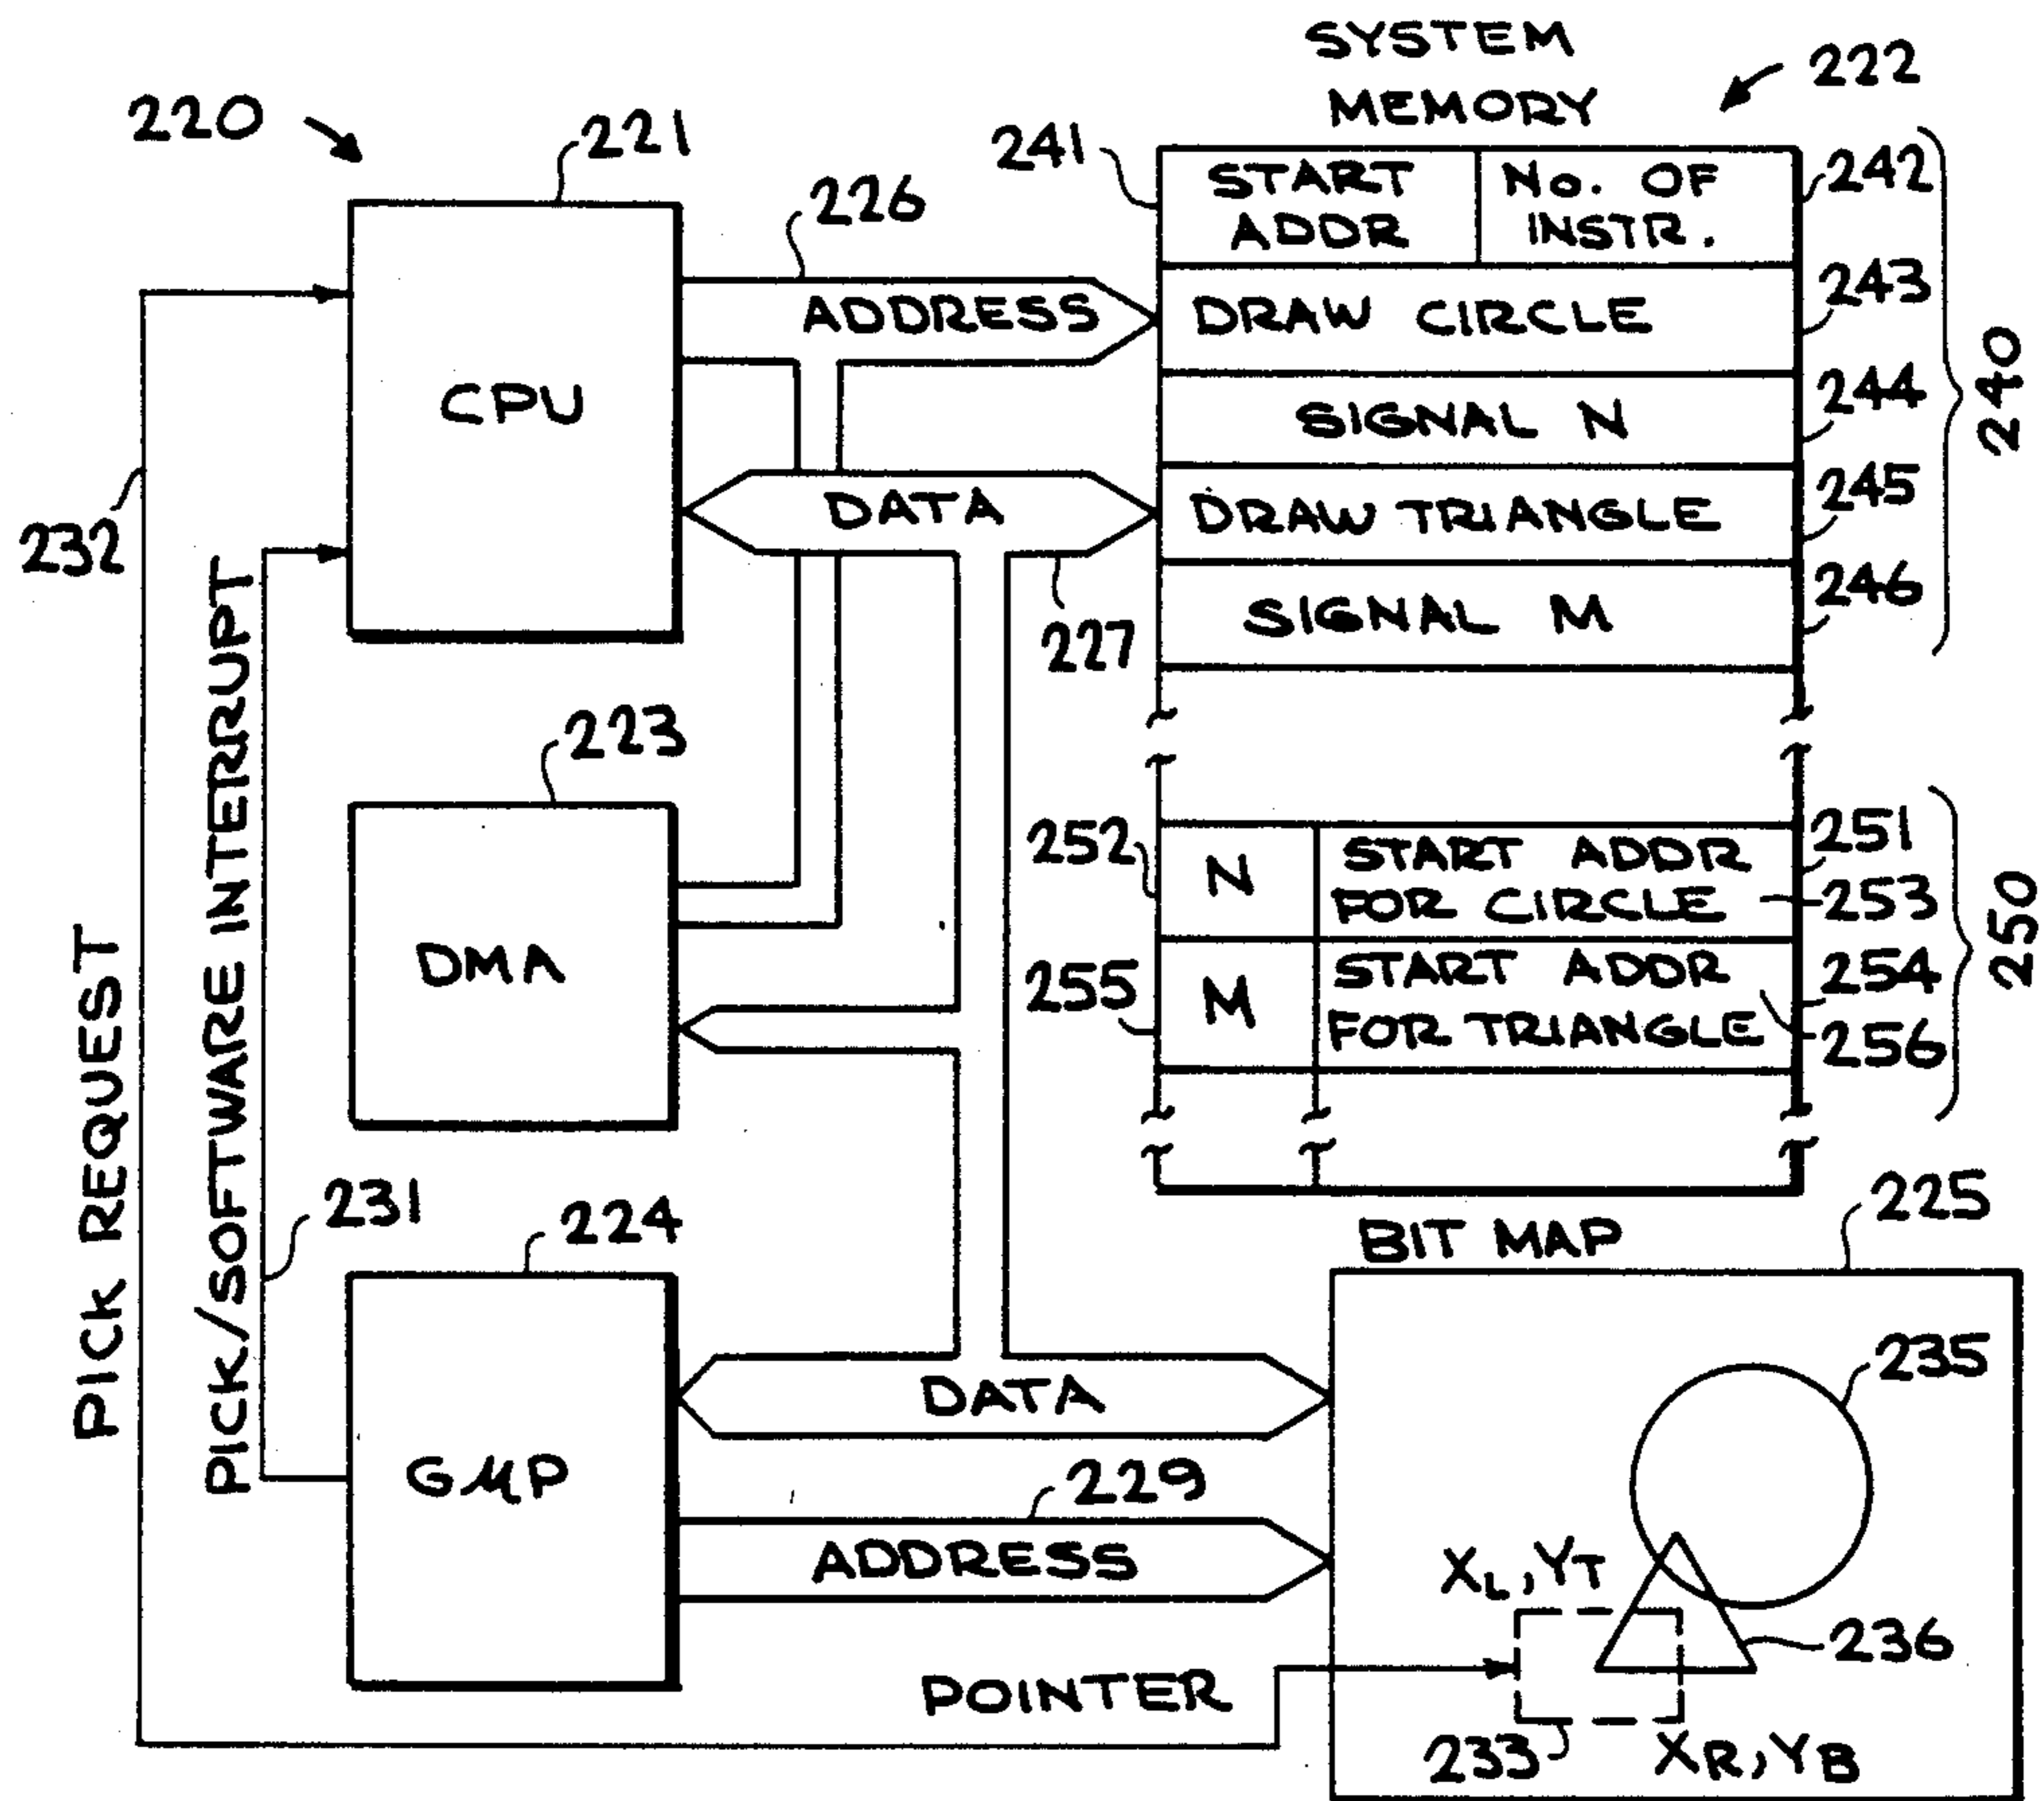 SYSTEM
MEMORY
222
220
221
226
241
START
ADDR
No. OF
INSTR.
242
ADDRESS
DRAW CIRCLE
243
CPU
SIGNAL N
244
240
DATA
DRAW TRIANGLE
245
232
227
SIGNAL M
246
PICK REQUEST
PICK/SOFTWARE INTERRUPT
223
DMA
252
N
START ADDR
FOR CIRCLE
251
253
250
255
M
START ADDR
FOR TRIANGLE
254
256
231
224
BIT MAP
225
GMP
DATA
235
229
ADDRESS
XL,YT
236
POINTER
233
XR,YB